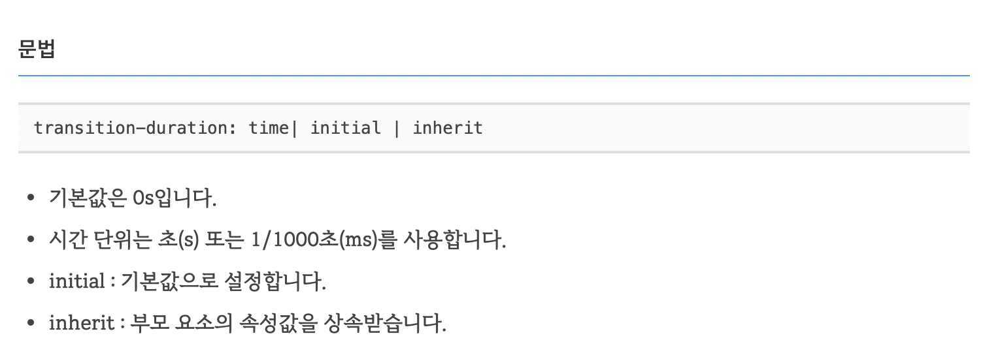 문법
transition-duration: time| initial | inherit
• 기본값은 0s입니다.
• 시간 단위는 초(s) 또는 1/1000초(ms)를 사용합니다.
• initial : 기본값으로 설정합니다.
• inherit : 부모 요소의 속성값을 상속받습니다.